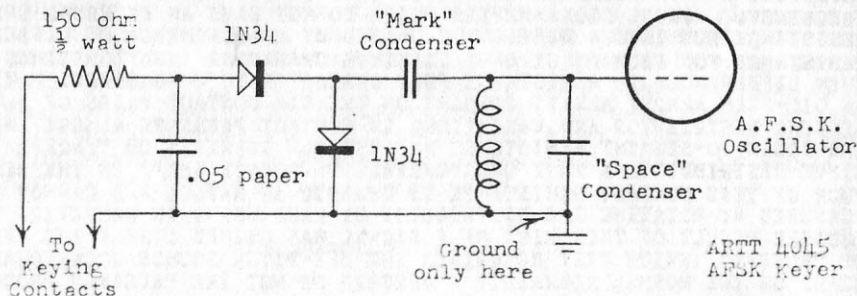 150 ohm
½ watt
1N34
"Mark"
Condenser
.05 paper
1N34
A.F.S.K.
Oscillator
"Space"
Condenser
To
Keying
Contacts
Ground
only here
ARTT 4045
AFSK Keyer